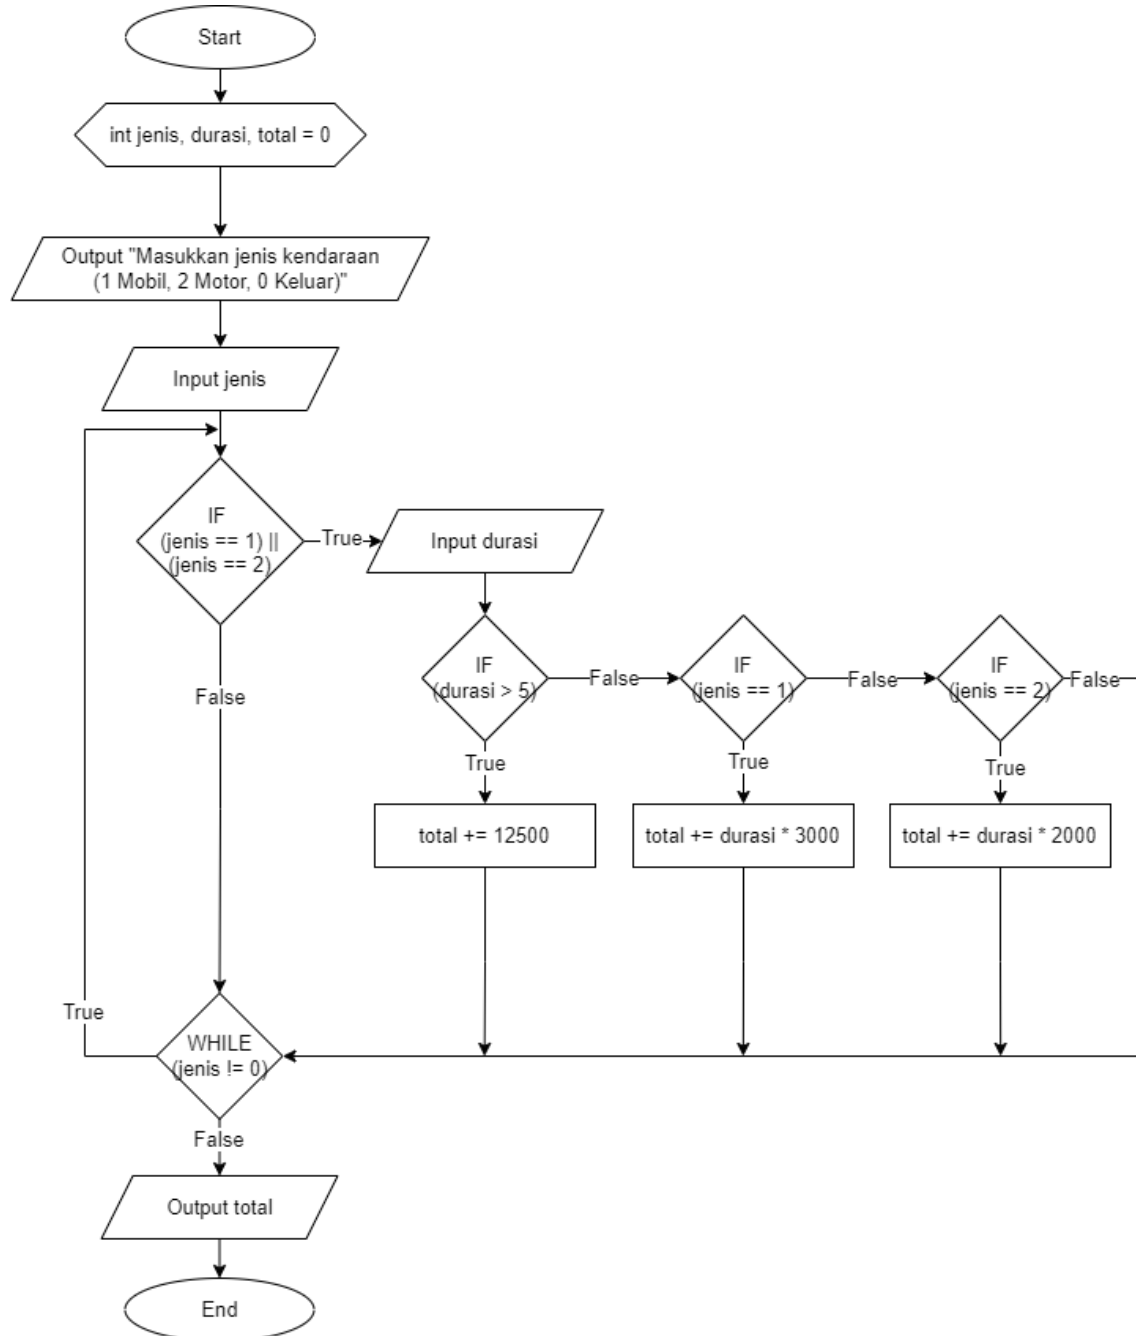 Start
int jenis, durasi, total = 0
Output "Masukkan jenis kendaraan
(1 Mobil, 2 Motor, 0 Keluar)"
Input jenis
IF
(jenis == 1) ||
(jenis == 2)
True
Input durasi
False
IF
(durasi > 5)
False
IF
(jenis == 1)
False
IF
(jenis == 2)
False
True
True
True
total += 12500
total += durasi * 3000
total += durasi * 2000
True
WHILE
(jenis != 0)
False
Output total
End